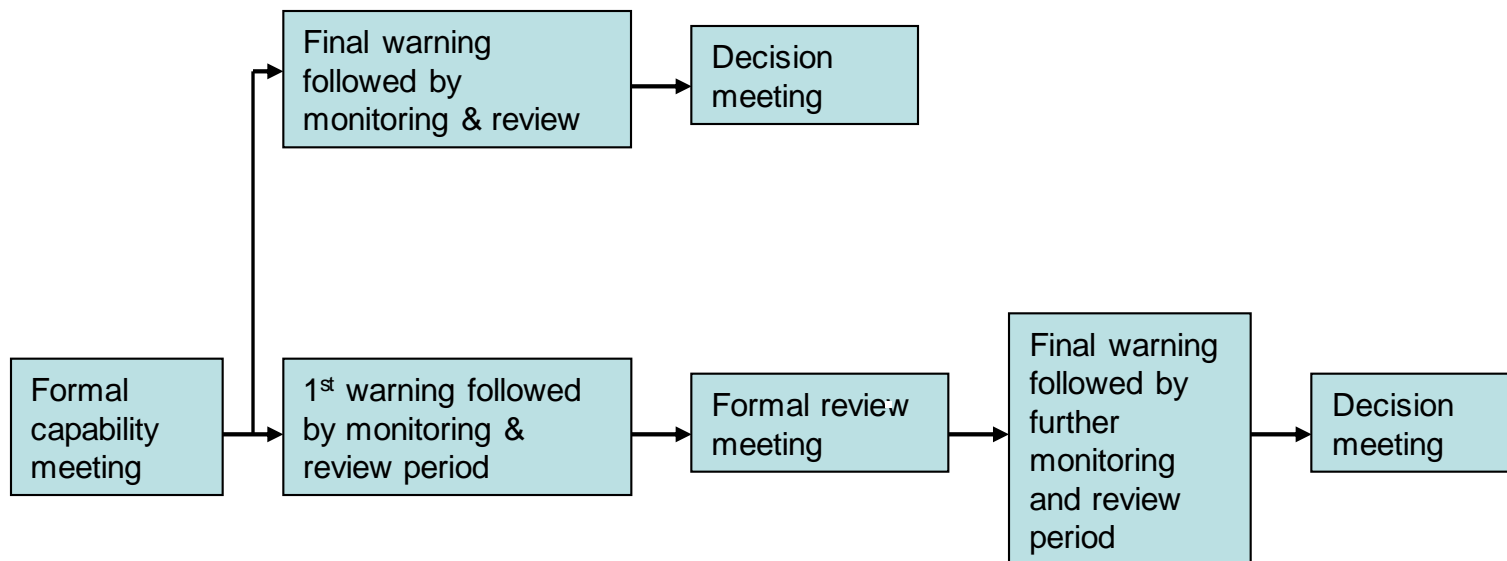 Final warning
followed by
monitoring & review
Decision
meeting
Formal
capability
meeting
1st warning followed
by monitoring &
review period
Formal review
meeting
Final warning
followed by
further
monitoring
and review
period
Decision
meeting